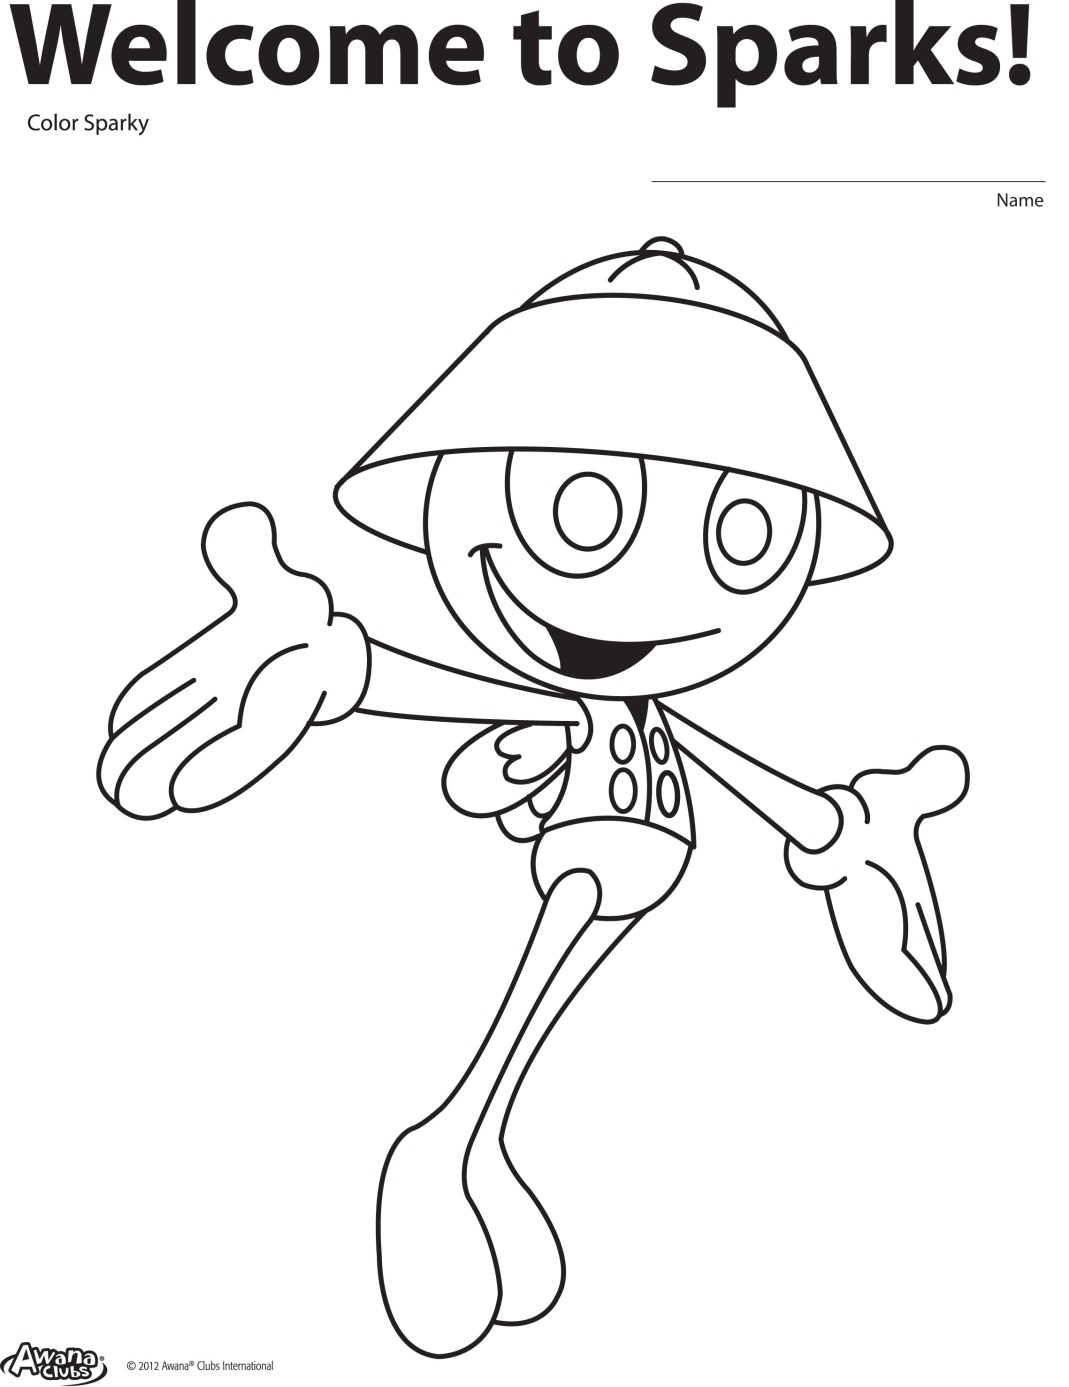 Welcome to Sparks!
Color Sparky
Name
Awana®
Clubs
© 2012 Awana® Clubs International